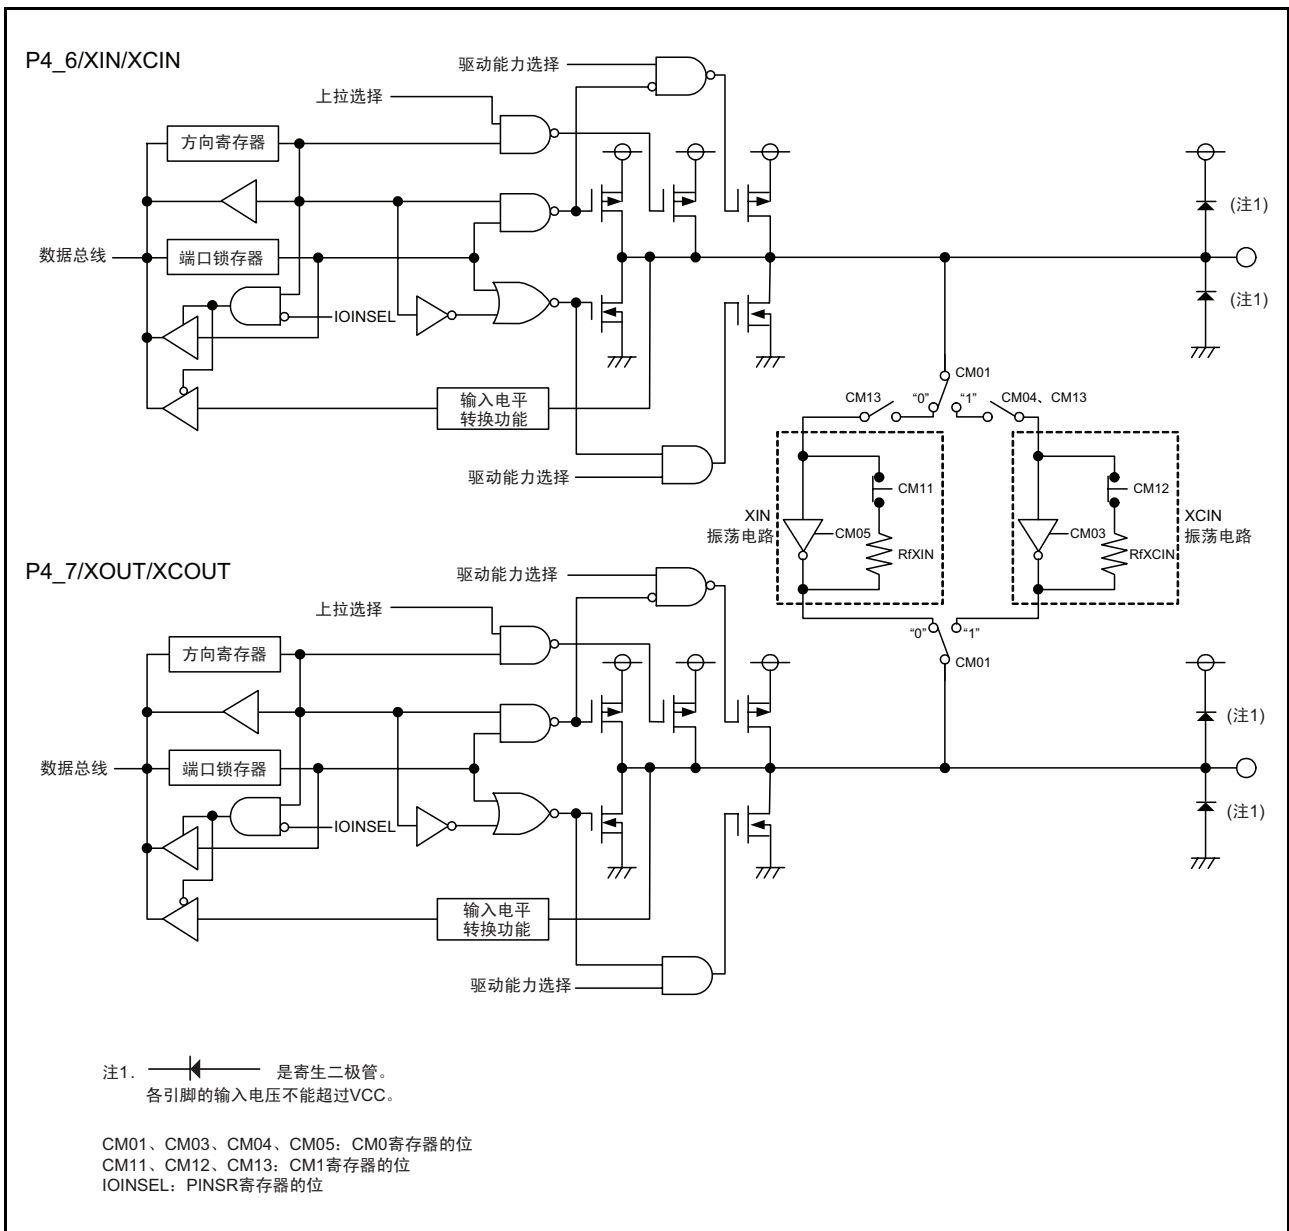 P4_6/XIN/XCIN
驱动能力选择
上拉选择
方向寄存器
(注1)
数据总线
端口锁存器
(注1)
IOINSEL
输入电平
转换功能
CM01
CM13
“0”
“1”
CM04、CM13
驱动能力选择
CM11
CM12
XIN
振荡电路
CM05
RfXIN
CM03
RfXCIN
XCIN
振荡电路
P4_7/XOUT/XCOUT
驱动能力选择
上拉选择
“0”
“1”
CM01
方向寄存器
(注1)
数据总线
端口锁存器
(注1)
IOINSEL
输入电平
转换功能
驱动能力选择
注1. 是寄生二极管。
各引脚的输入电压不能超过VCC。
CM01、CM03、CM04、CM05：CM0寄存器的位
CM11、CM12、CM13：CM1寄存器的位
IOINSEL：PINSR寄存器的位